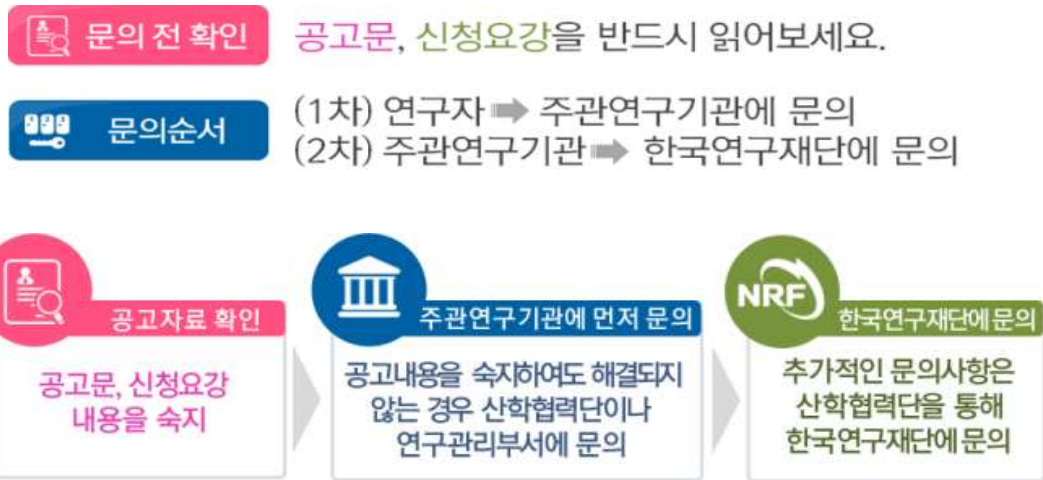 문의 전 확인 공고문, 신청요강을 반드시 읽어보세요.
문의순서
(1차) 연구자 ➡ 주관연구기관에 문의
(2차) 주관연구기관 ➡ 한국연구재단에 문의
공고자료 확인
공고문, 신청요강
내용을 숙지
주관연구기관에 먼저 문의
공고내용을 숙지하여도 해결되지
않는 경우 산학협력단이나
연구관리부서에 문의
NRF
한국연구재단에 문의
추가적인 문의사항은
산학협력단을 통해
한국연구재단에 문의